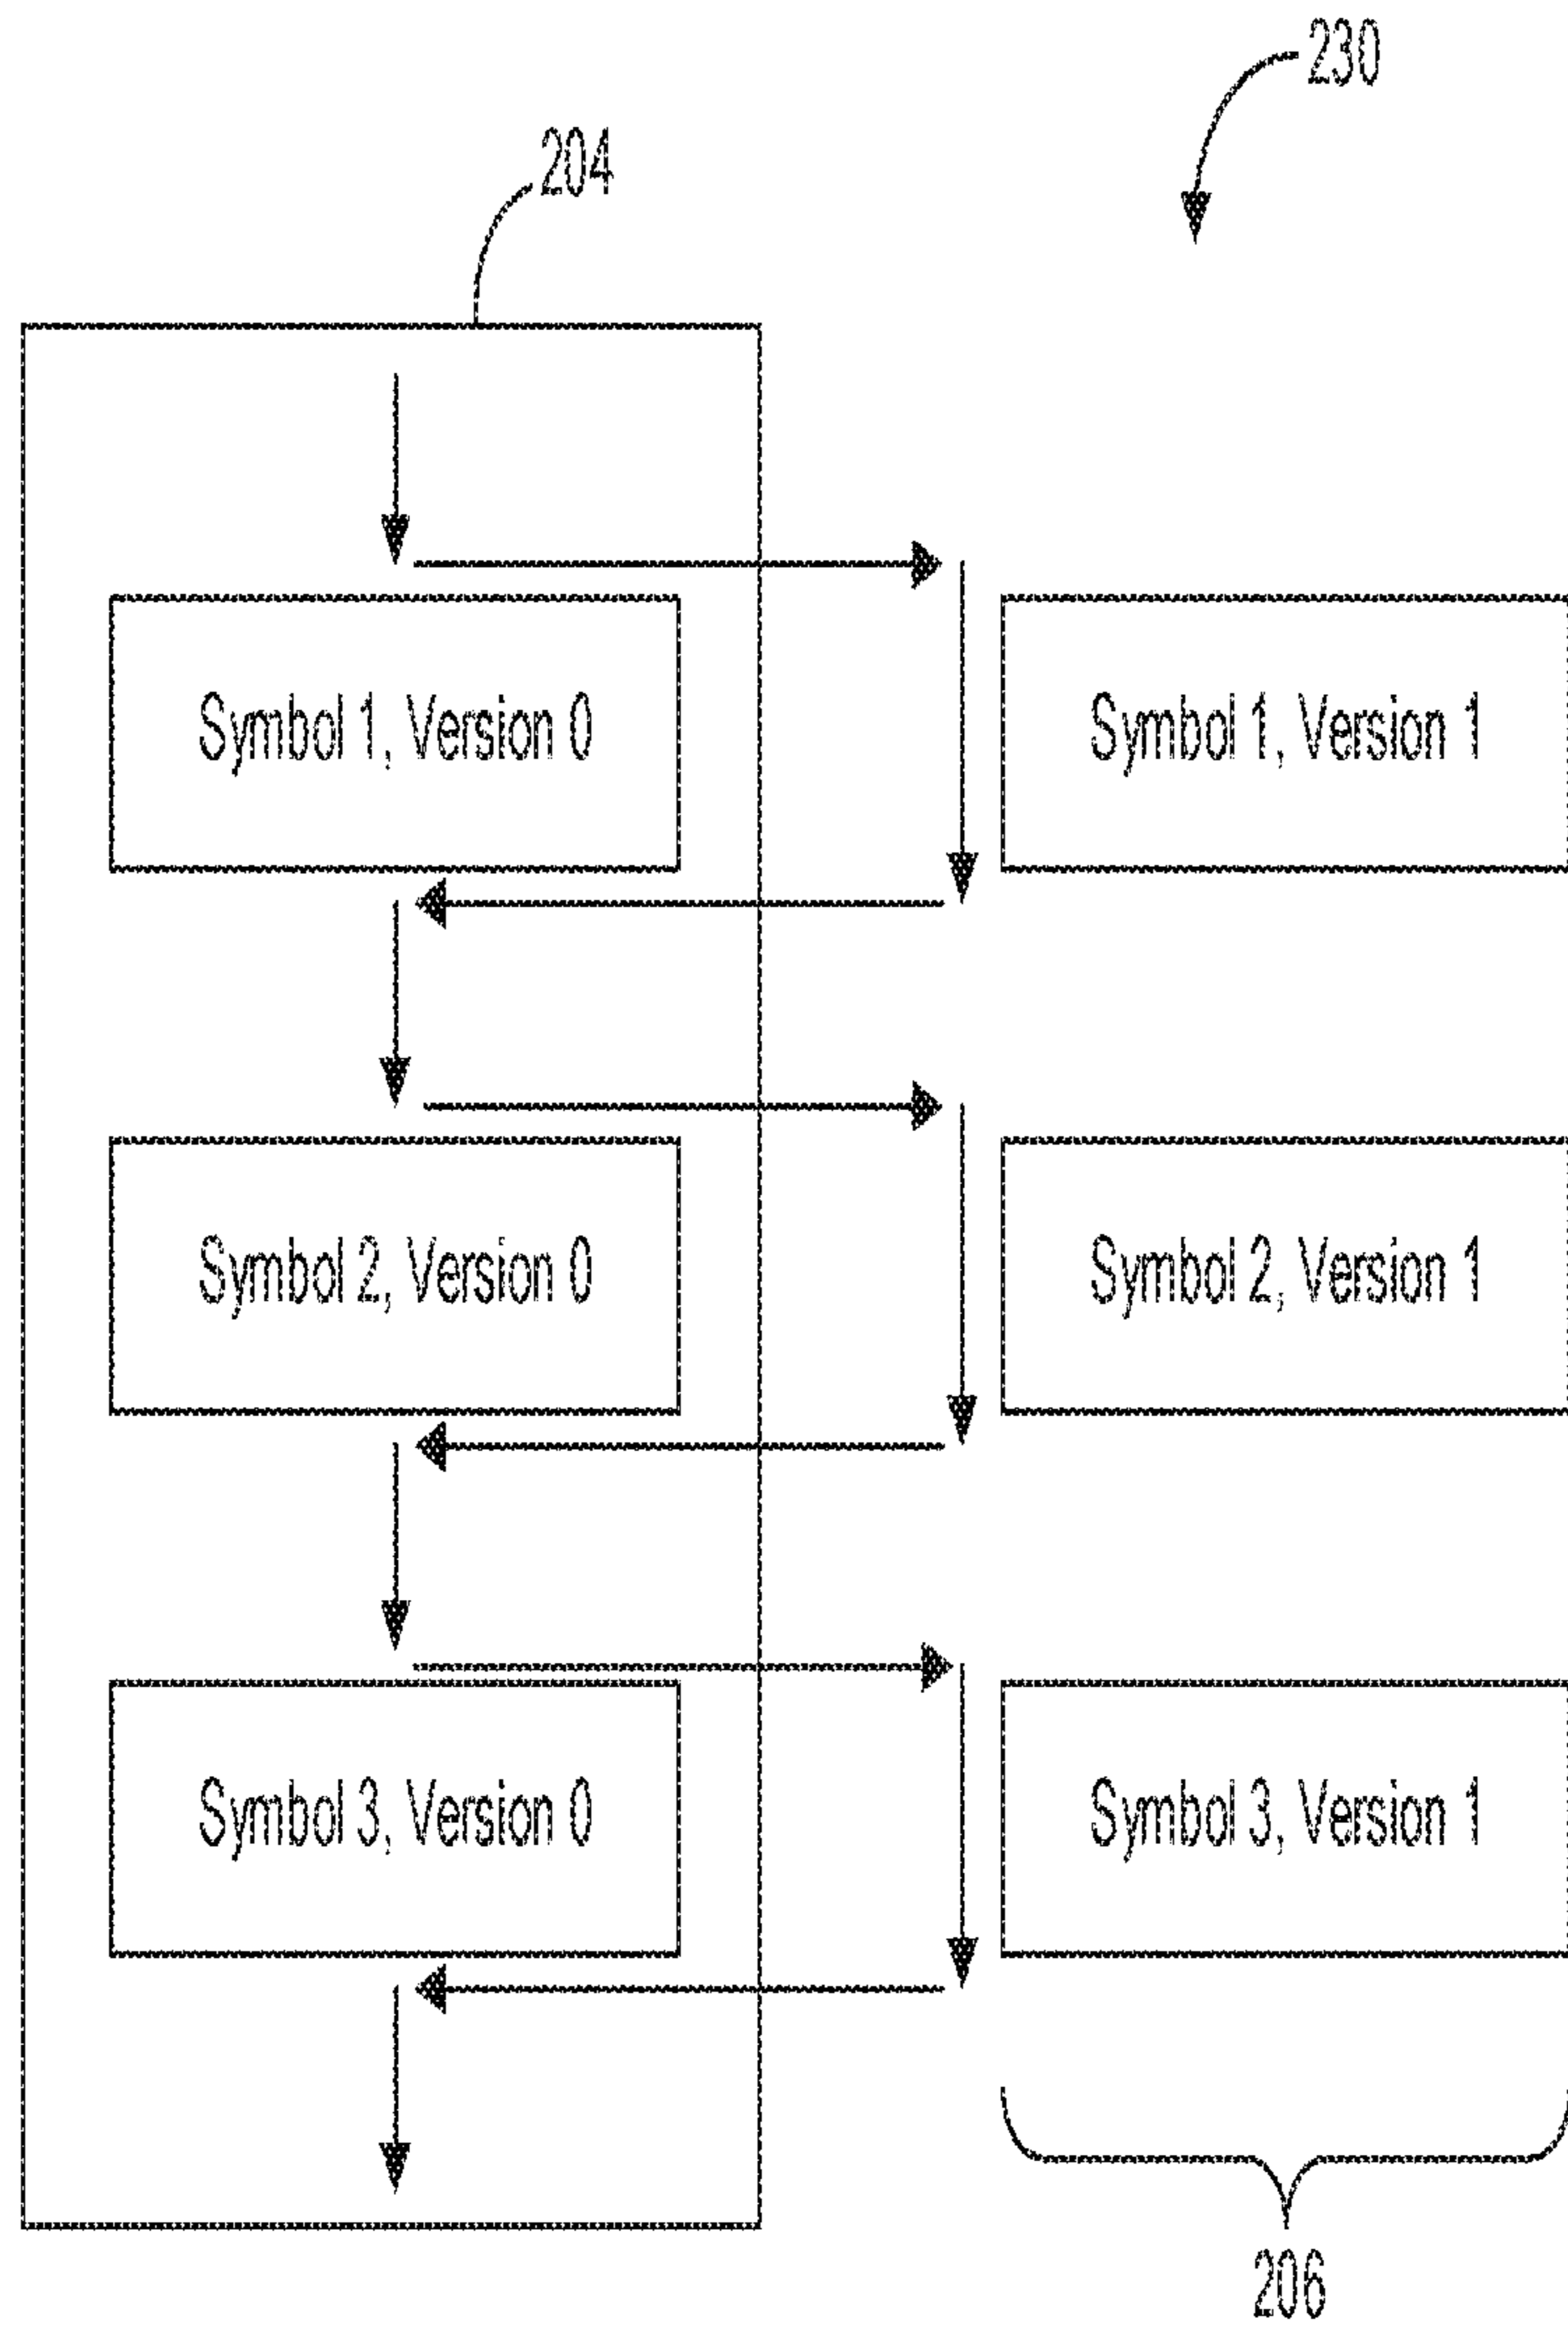 230
204
Symbol 1, Version 0
Symbol 1, Version 1
Symbol 2, Version 0
Symbol 2, Version 1
Symbol 3, Version 0
Symbol 3, Version 1
206